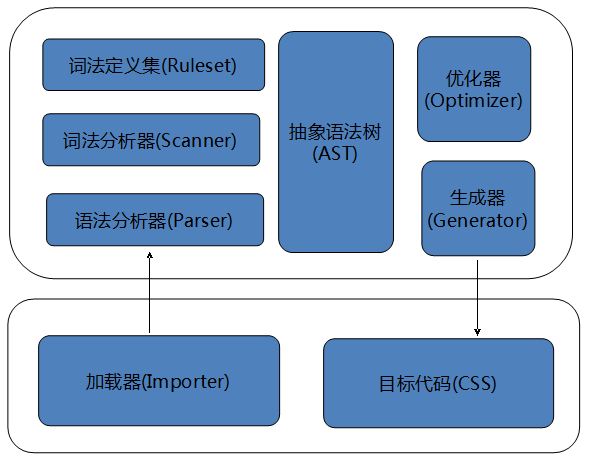 词法定义集(Ruleset)
词法分析器(Scanner)
语法分析器(Parser)
抽象语法树
(AST)
优化器
(Optimizer)
生成器
(Generator)
加载器(Importer)
目标代码(CSS)